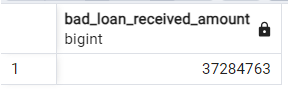 bad_loan_received_amount
bigint
1 37284763